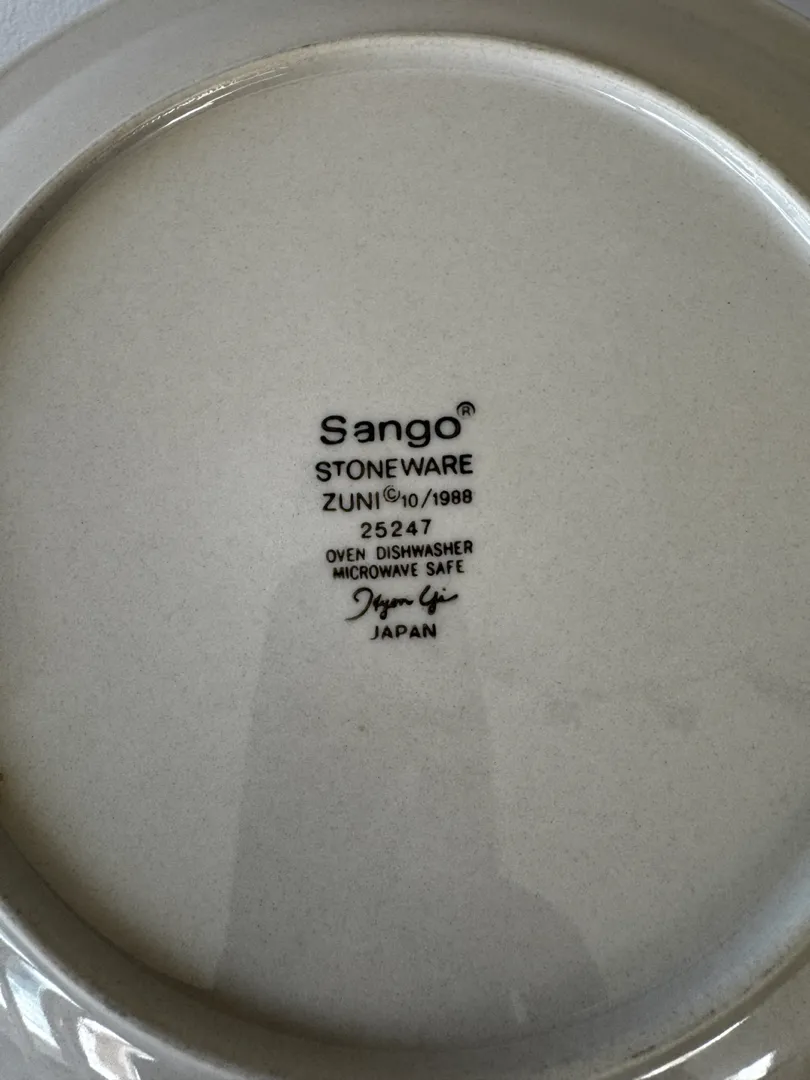 Sango®
STONEWARE
ZUNI©10/1988
25247
OVEN DISHWASHER
MICROWAVE SAFE
JAPAN